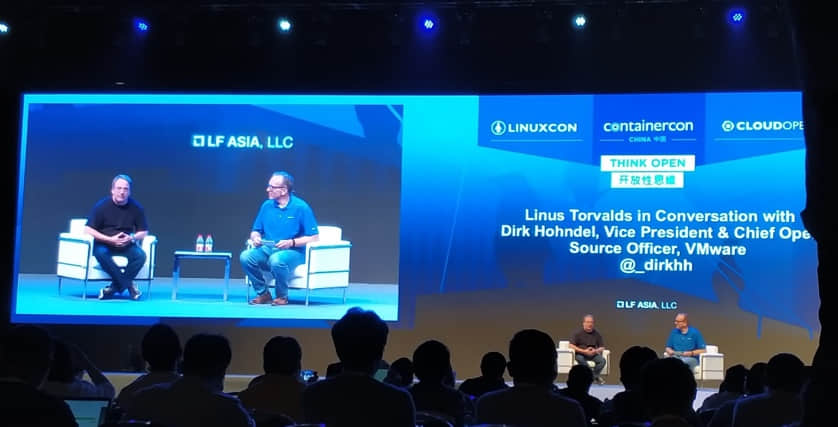 LF ASIA, LLC
LINUXCON
containercon
CHINA 中国
CLOUDOPE
THINK OPEN
开放性思维
Linus Torvalds in Conversation with
Dirk Hohndel, Vice President & Chief Ope
Source Officer, VMware
@_dirkhh
LF ASIA, LLC